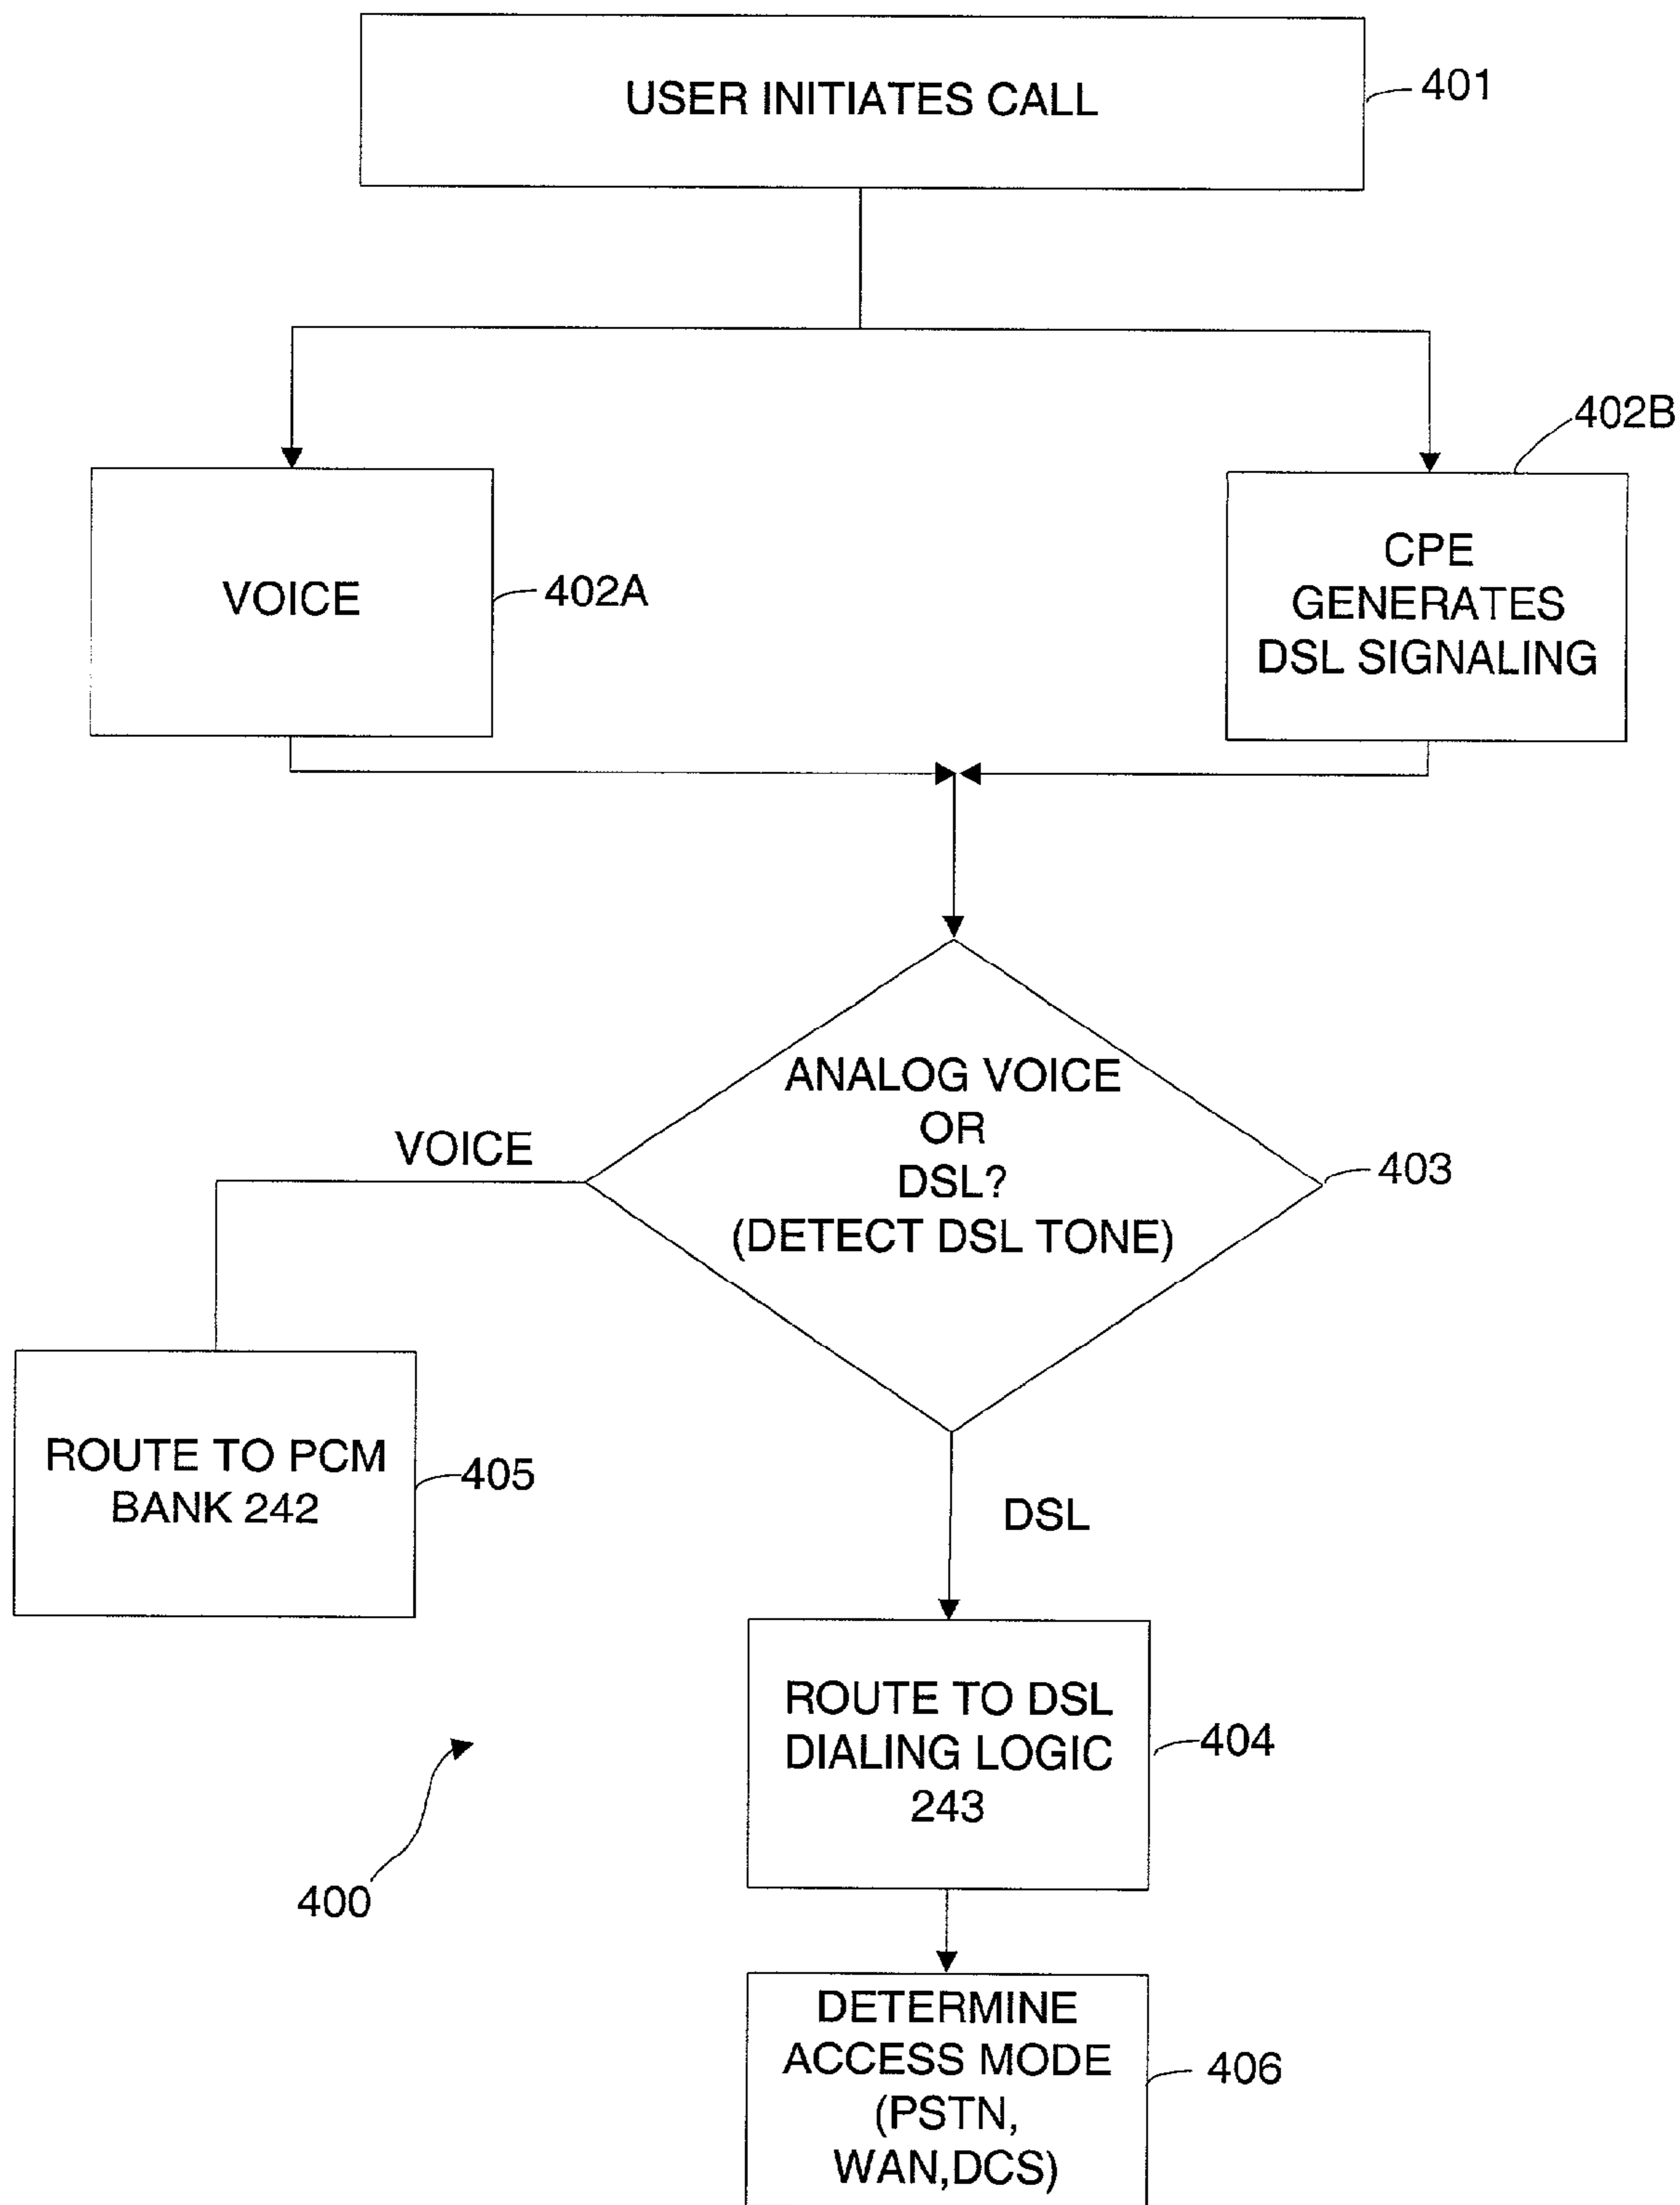 USER INITIATES CALL
401
402B
VOICE
402A
CPE
GENERATES
DSL SIGNALING
ANALOG VOICE
OR
DSL?
(DETECT DSL TONE)
VOICE
403
ROUTE TO PCM
BANK 242
405
DSL
ROUTE TO DSL
DIALING LOGIC
243
404
400
DETERMINE
ACCESS MODE
(PSTN,
WAN,DCS)
406